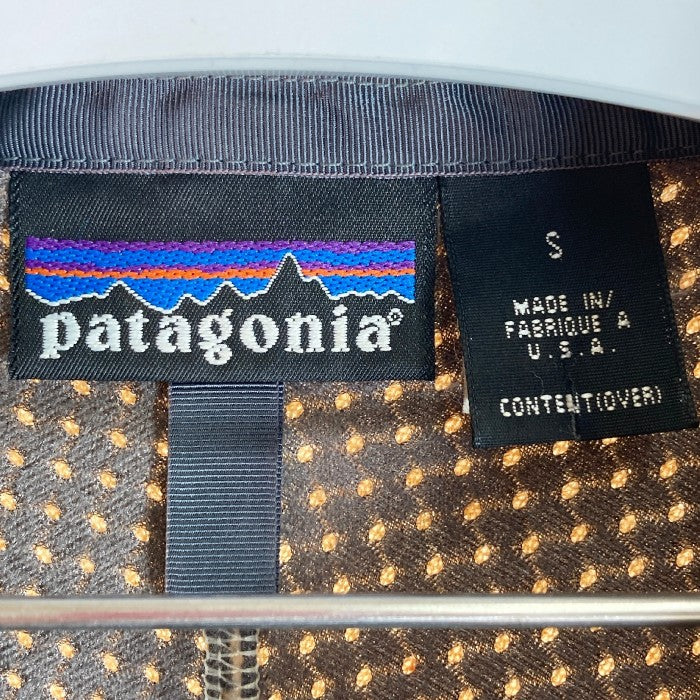 patagonia®
S
MADE IN/
FABRIQUE A
U.S.A.
CONTENT(OVER)